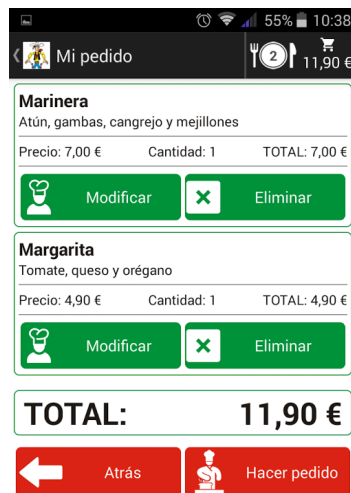 55% 10:38
Mi pedido
2
11,90 €
Marinera
Atún, gambas, cangrejo y mejillones
Precio: 7,00 € Cantidad: 1 TOTAL: 7,00 €
Modificar Eliminar
Margarita
Tomate, queso y orégano
Precio: 4,90 € Cantidad: 1 TOTAL: 4,90 €
Modificar Eliminar
TOTAL: 11,90 €
Atrás Hacer pedido